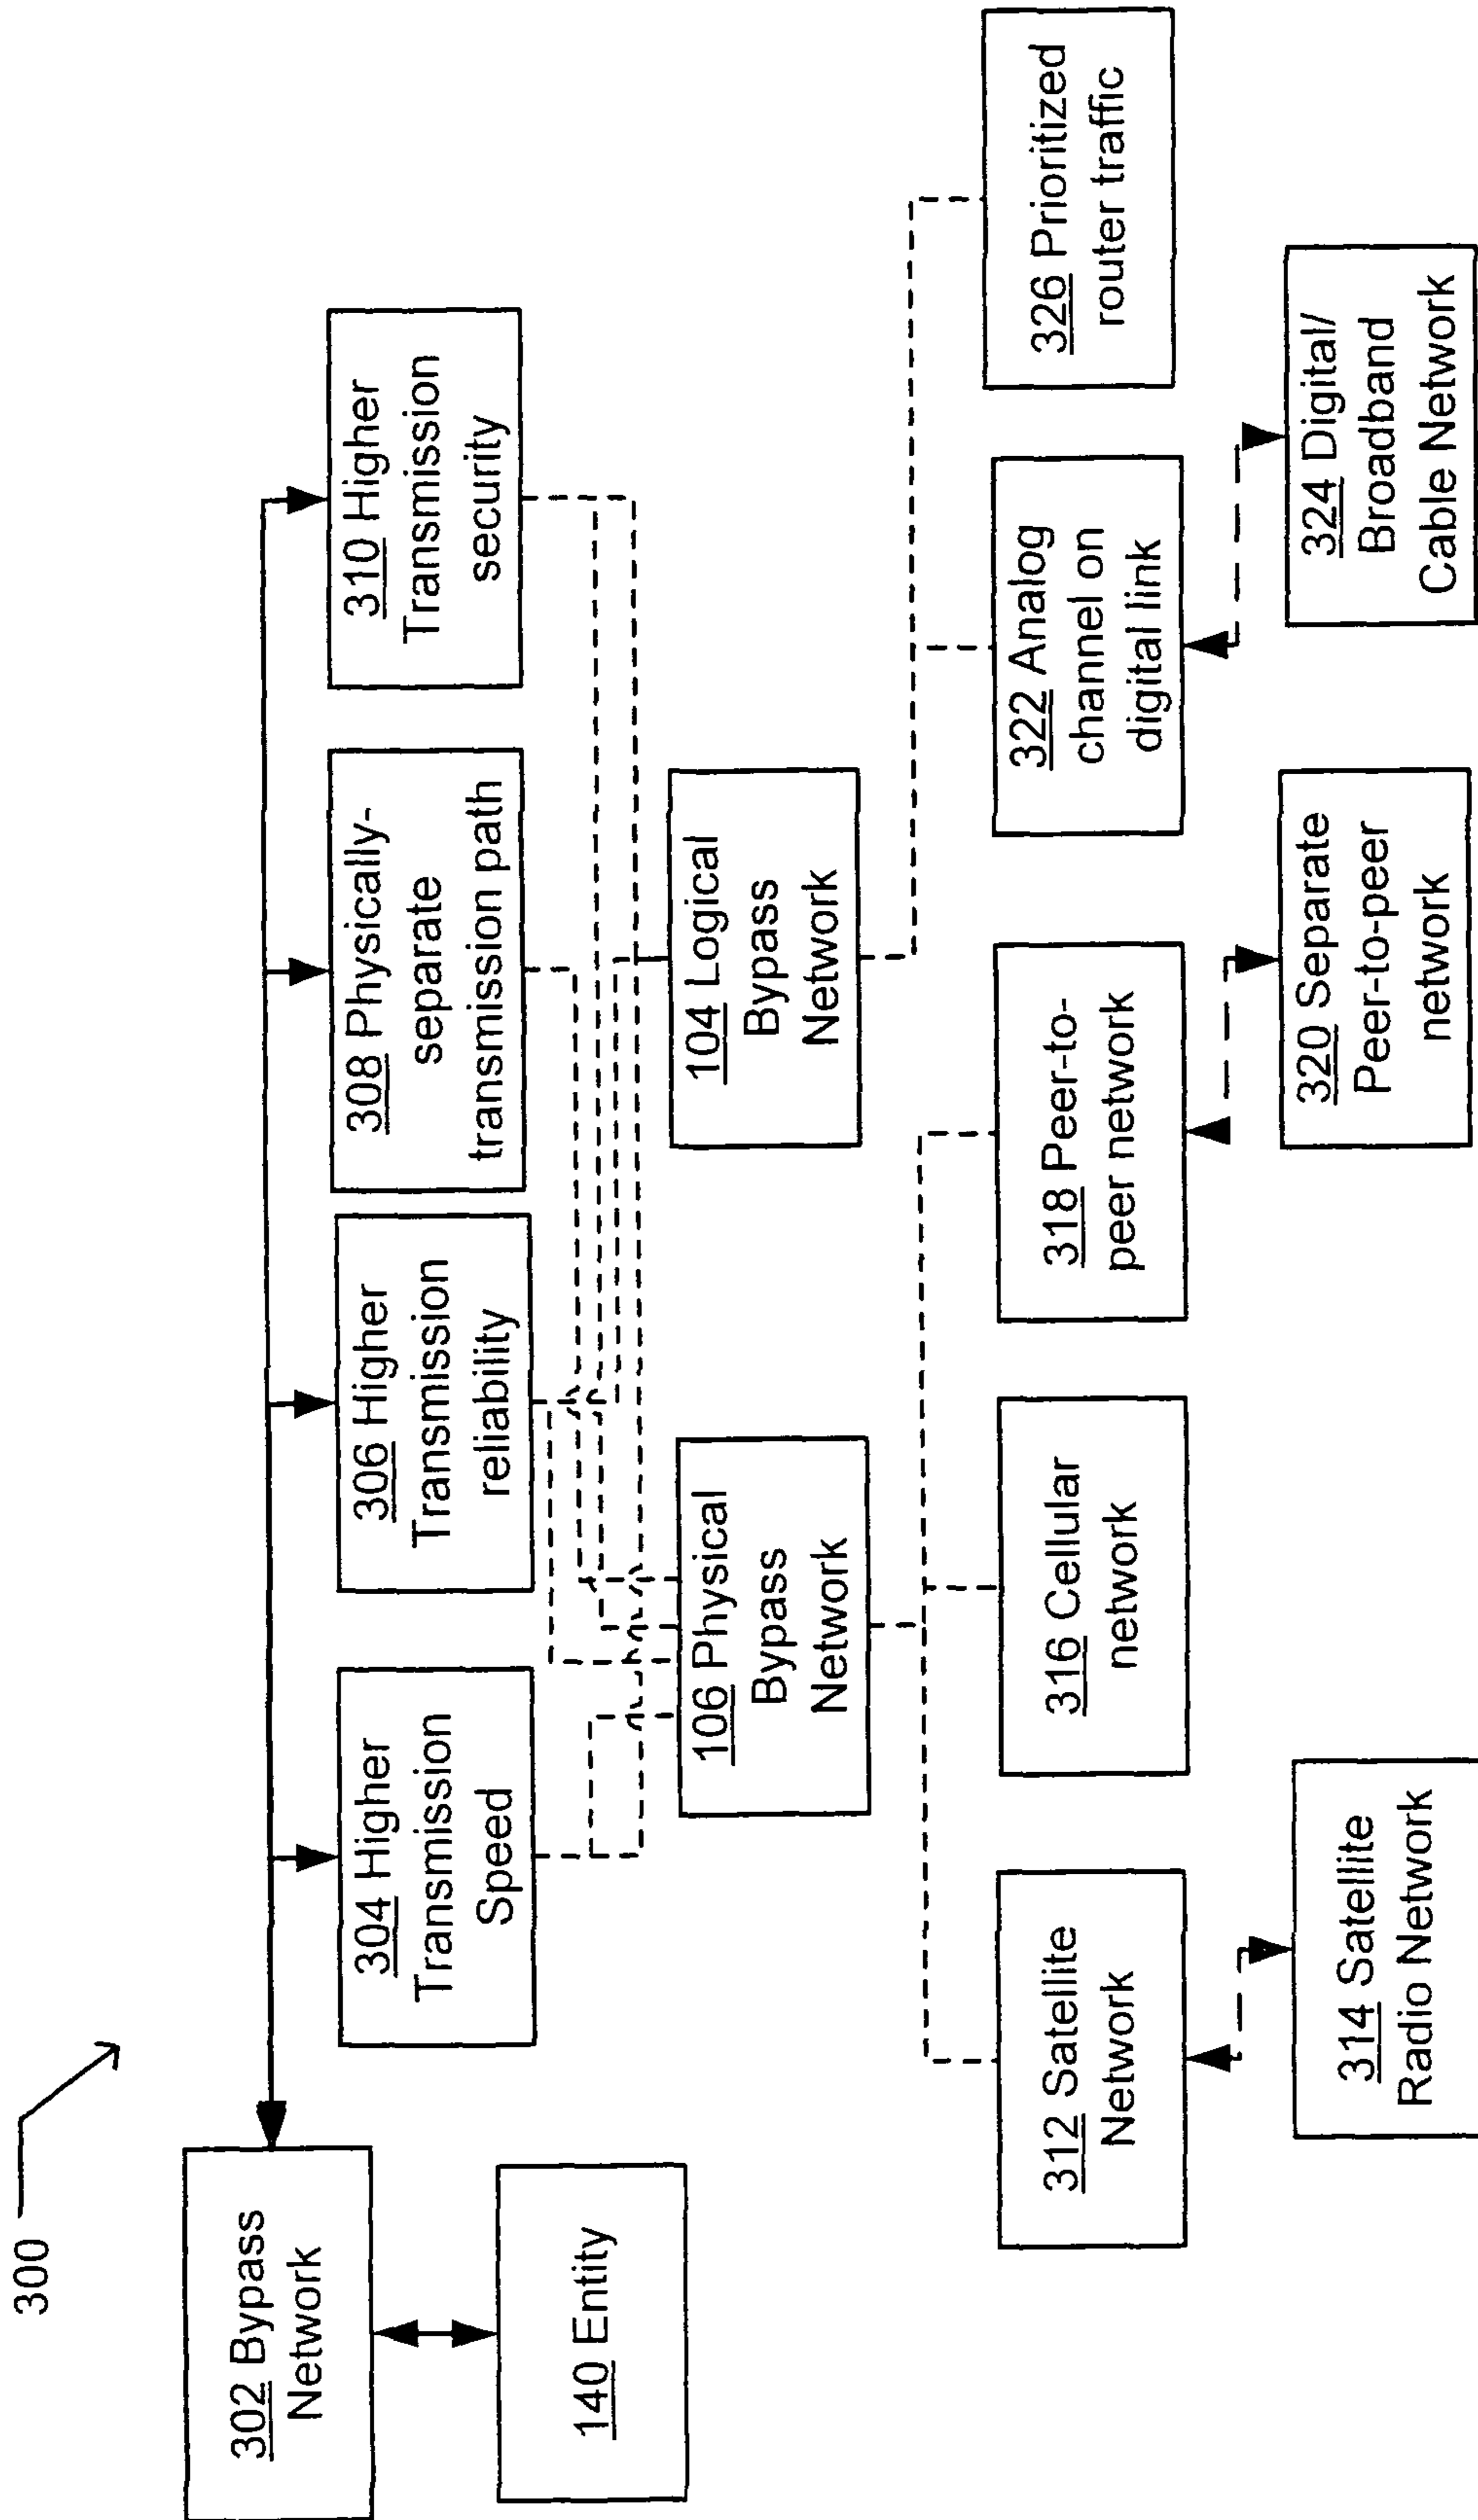 300
302 Bypass
Network
140 Entity
304 Higher
Transmission
Speed
306 Higher
Transmission
reliability
308 Physically-
separate
transmission path
310 Higher
Transmission
security
106 Physical
Bypass
Network
104 Logical
Bypass
Network
312 Satellite
Network
316 Cellular
network
318 Peer-to-
peer network
322 Analog
channel on
digital link
326 Prioritized
router traffic
314 Satellite
Radio Network
320 Separate
Peer-to-peer
network
324 Digital/
Broadband
Cable Network